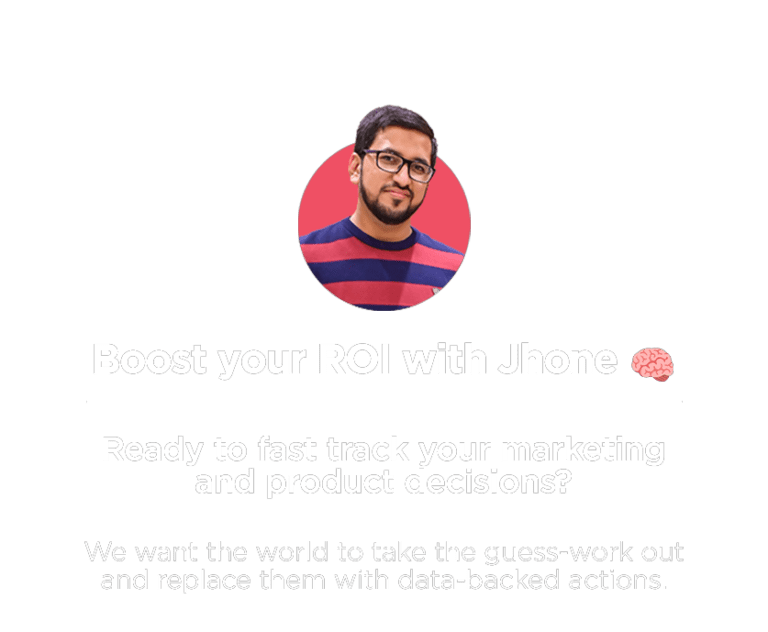 Boost your ROI with Jhone
Ready to fast track your marketing
and product decisions?
We want the world to take the guess-work out
and replace them with data-backed actions.